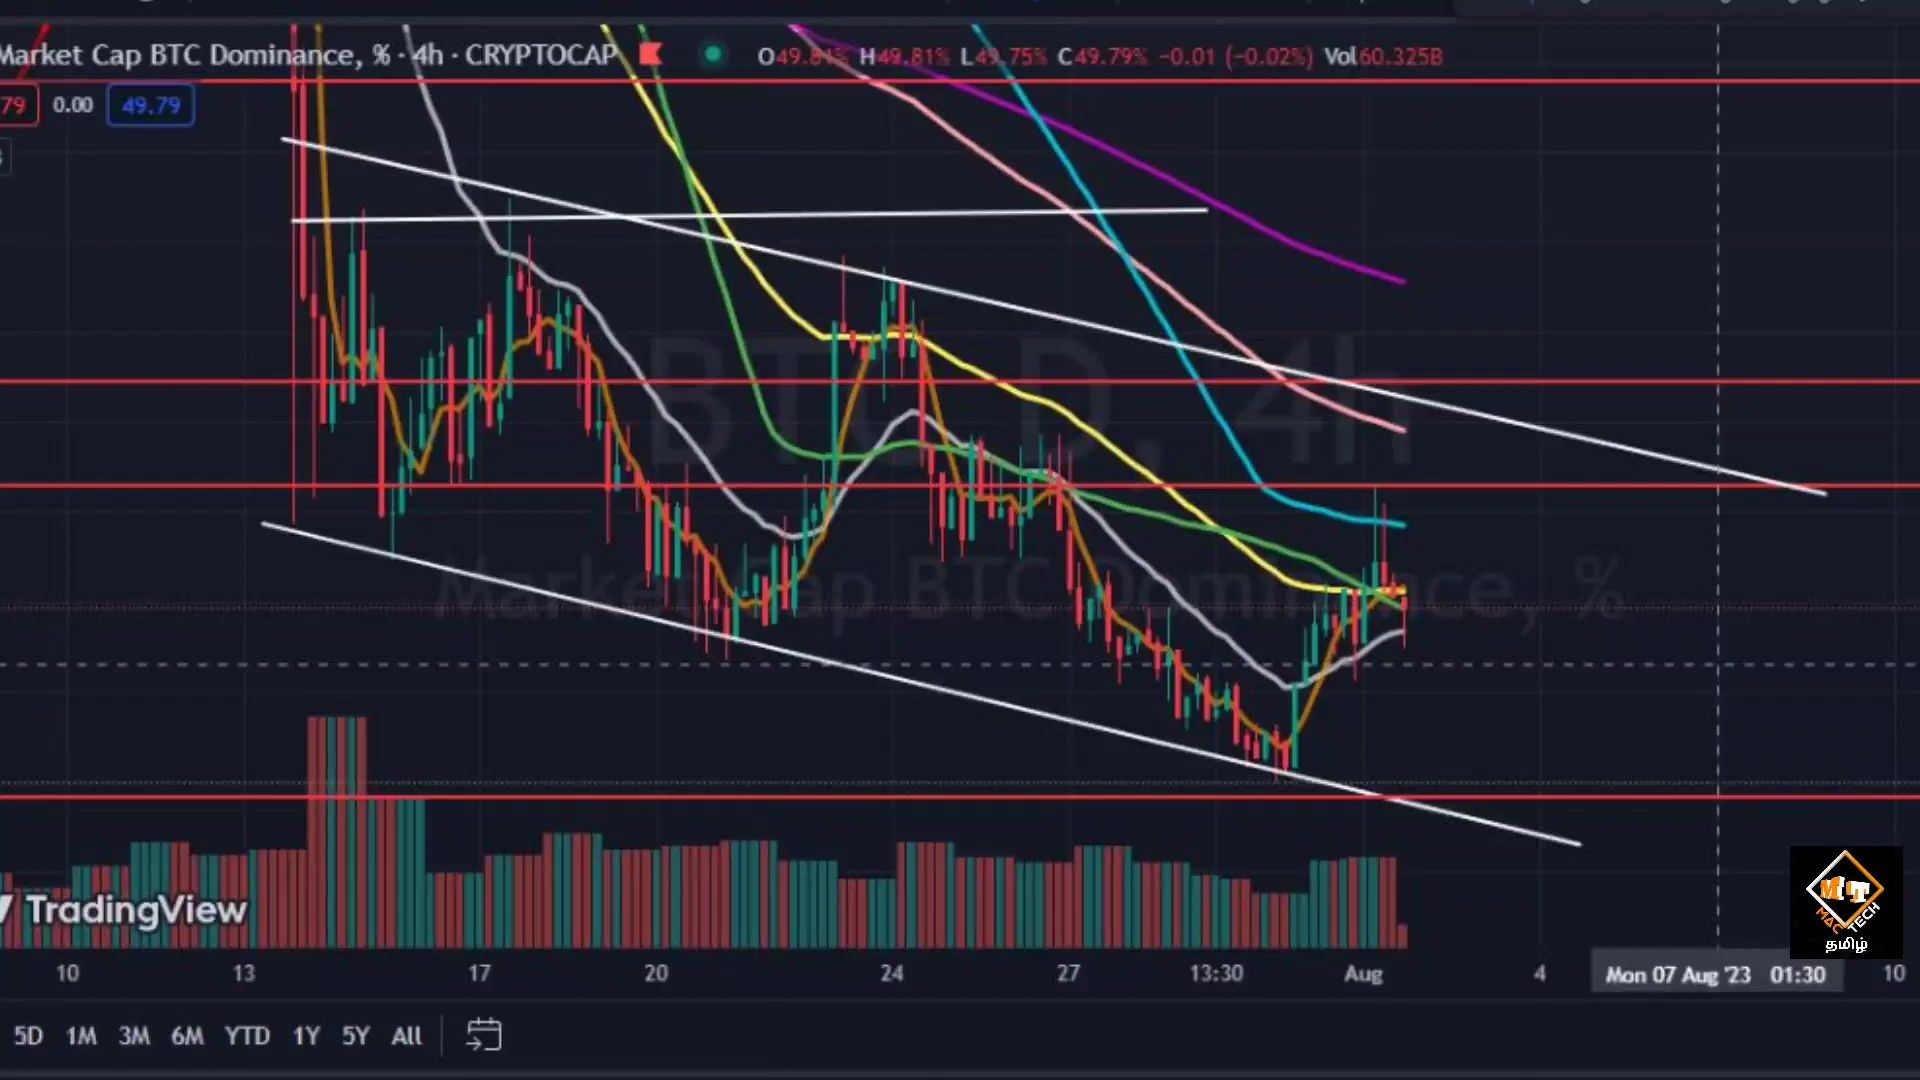 Market Cap BTC Dominance, % · 4h · CRYPTOCAP O49.81% H49.81% L49.75% C49.79% −0.01 (−0.02%) Vol60.325B
79 0.00 49.79
BTC.D, 4h
Market Cap BTC Dominance, %
TradingView
MT
MAC TECH
தமிழ்
10 13 17 20 24 27 13:30 Aug 4 Mon 07 Aug '23 01:30 10
5D 1M 3M 6M YTD 1Y 5Y All